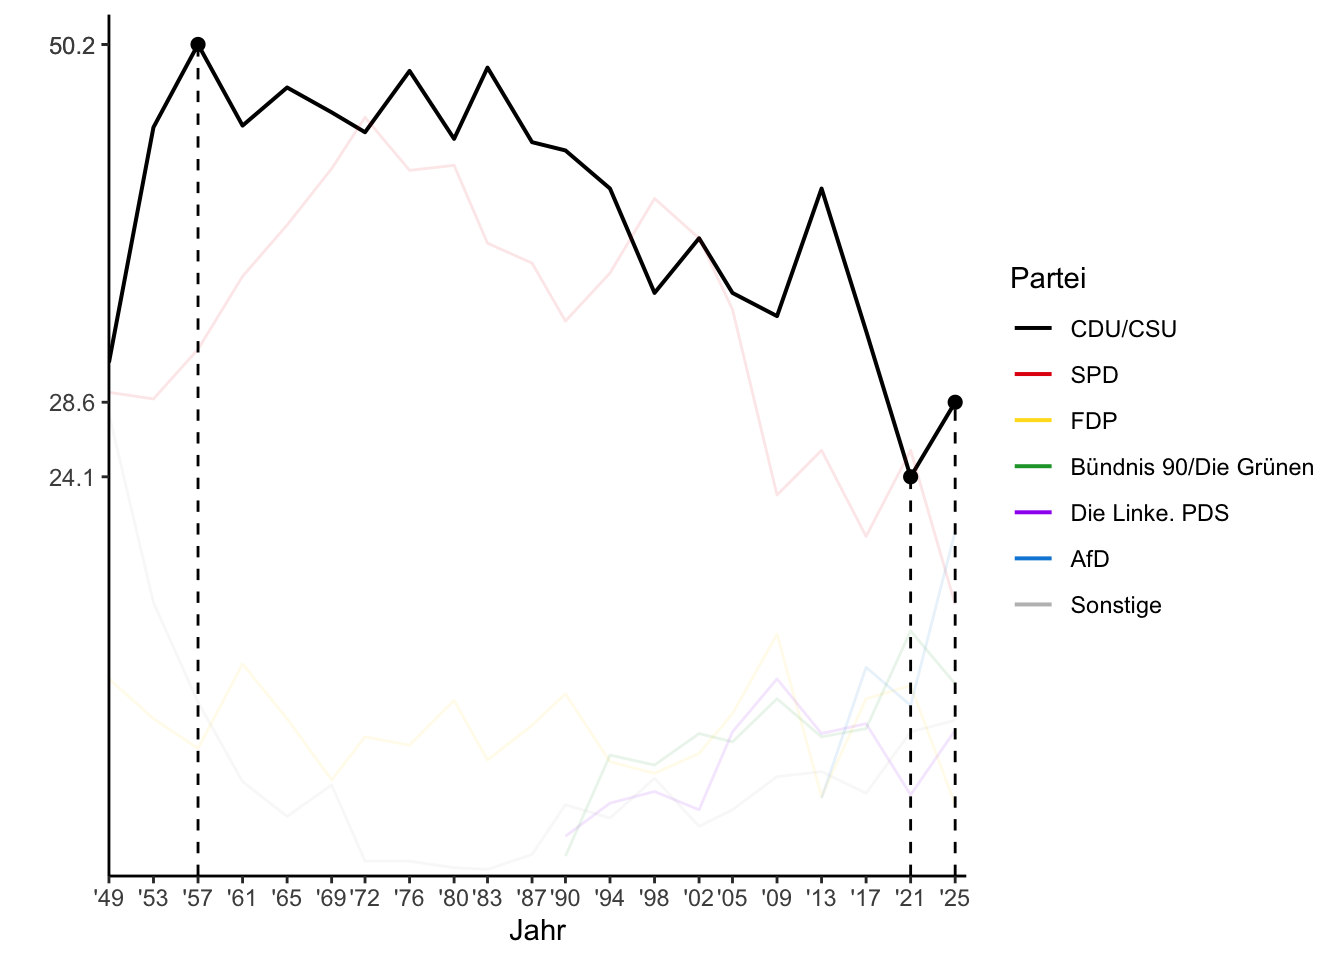 50.2
28.6
24.1
'49 '53 '57 '61 '65 '69 '72 '76 '80 '83 '87 '90 '94 '98 '02 '05 '09 '13 '17 '21 '25
Jahr
Partei
CDU/CSU
SPD
FDP
Bündnis 90/Die Grünen
Die Linke. PDS
AfD
Sonstige